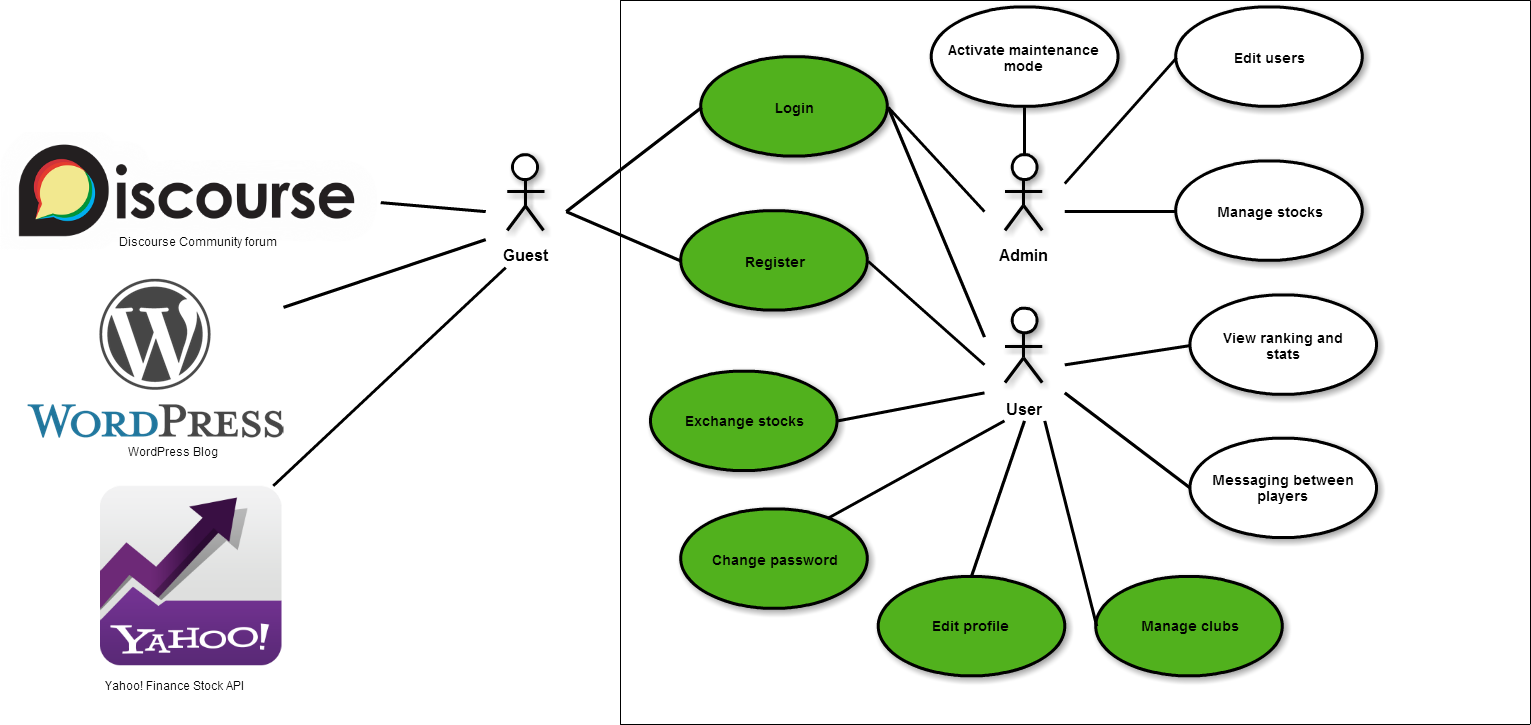 Activate maintenance
mode
Edit users
Login
Discourse
Discourse Community forum
Guest
Admin
Manage stocks
Register
WORDPRESS
WordPress Blog
User
View ranking and
stats
Exchange stocks
Messaging between
players
YAHOO!
Yahoo! Finance Stock API
Change password
Edit profile
Manage clubs